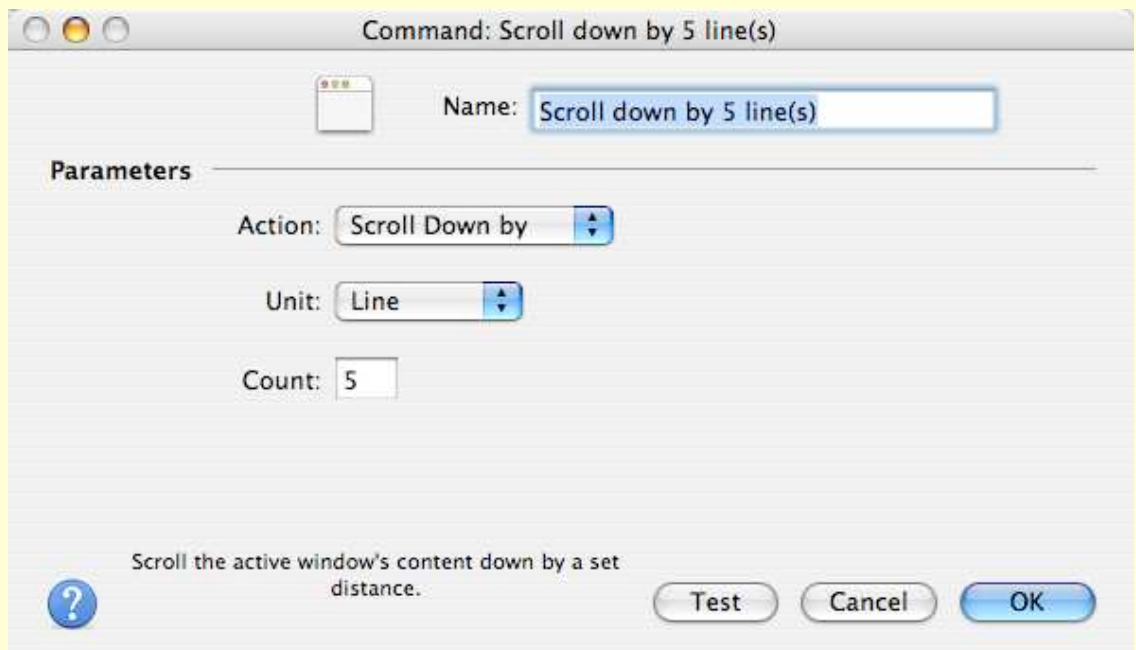 Command: Scroll down by 5 line(s)
Name: Scroll down by 5 line(s)
Parameters
Action: Scroll Down by
Unit: Line
Count: 5
Scroll the active window's content down by a set
distance.
? Test Cancel OK